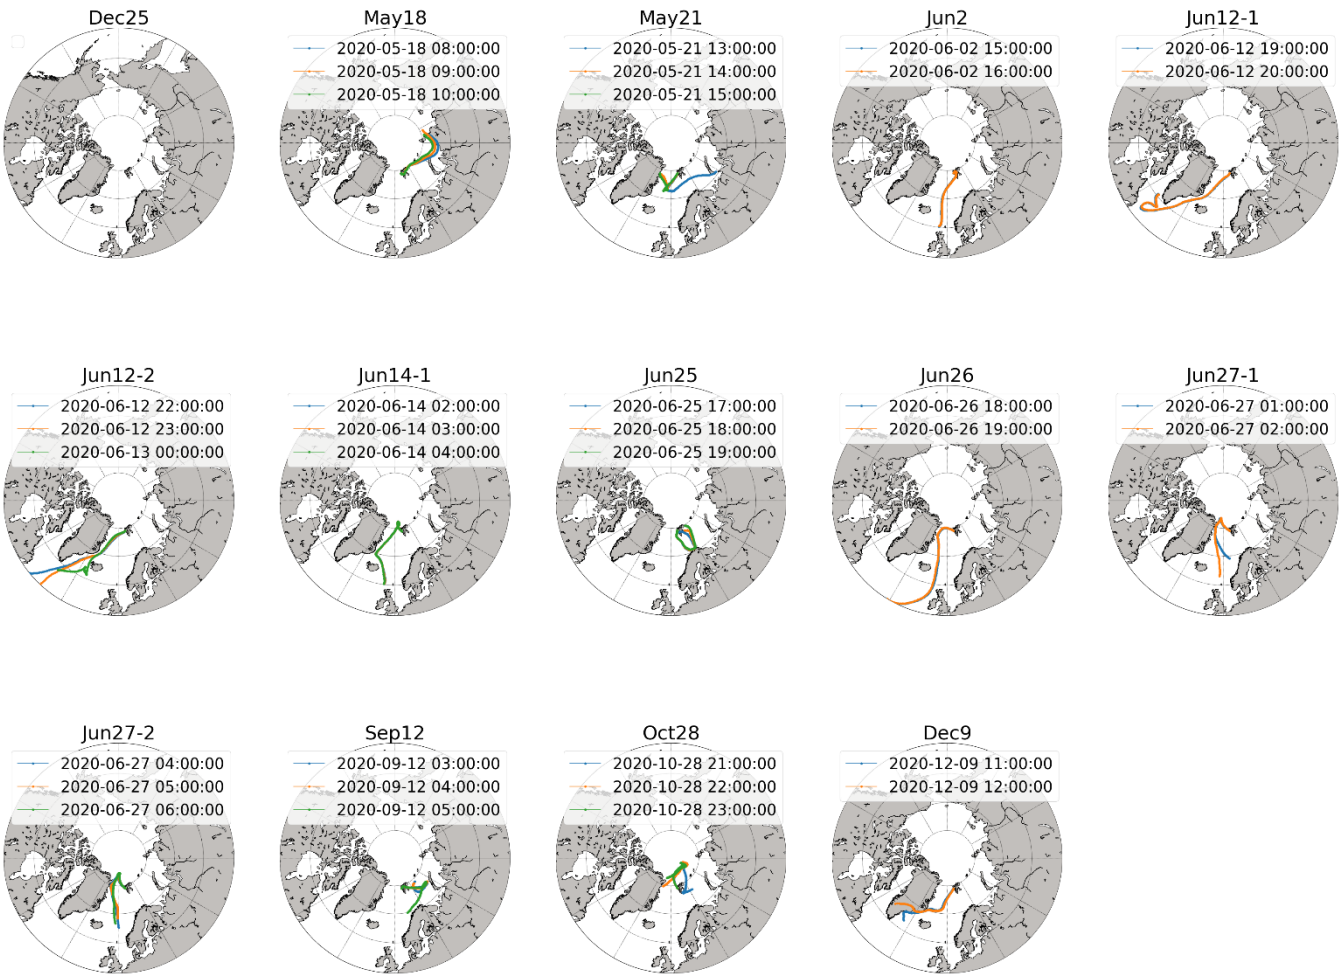 Dec25
May18
2020-05-18 08:00:00
2020-05-18 09:00:00
2020-05-18 10:00:00
May21
2020-05-21 13:00:00
2020-05-21 14:00:00
2020-05-21 15:00:00
Jun2
2020-06-02 15:00:00
2020-06-02 16:00:00
Jun12-1
2020-06-12 19:00:00
2020-06-12 20:00:00
Jun12-2
2020-06-12 22:00:00
2020-06-12 23:00:00
2020-06-13 00:00:00
Jun14-1
2020-06-14 02:00:00
2020-06-14 03:00:00
2020-06-14 04:00:00
Jun25
2020-06-25 17:00:00
2020-06-25 18:00:00
2020-06-25 19:00:00
Jun26
2020-06-26 18:00:00
2020-06-26 19:00:00
Jun27-1
2020-06-27 01:00:00
2020-06-27 02:00:00
Jun27-2
2020-06-27 04:00:00
2020-06-27 05:00:00
2020-06-27 06:00:00
Sep12
2020-09-12 03:00:00
2020-09-12 04:00:00
2020-09-12 05:00:00
Oct28
2020-10-28 21:00:00
2020-10-28 22:00:00
2020-10-28 23:00:00
Dec9
2020-12-09 11:00:00
2020-12-09 12:00:00